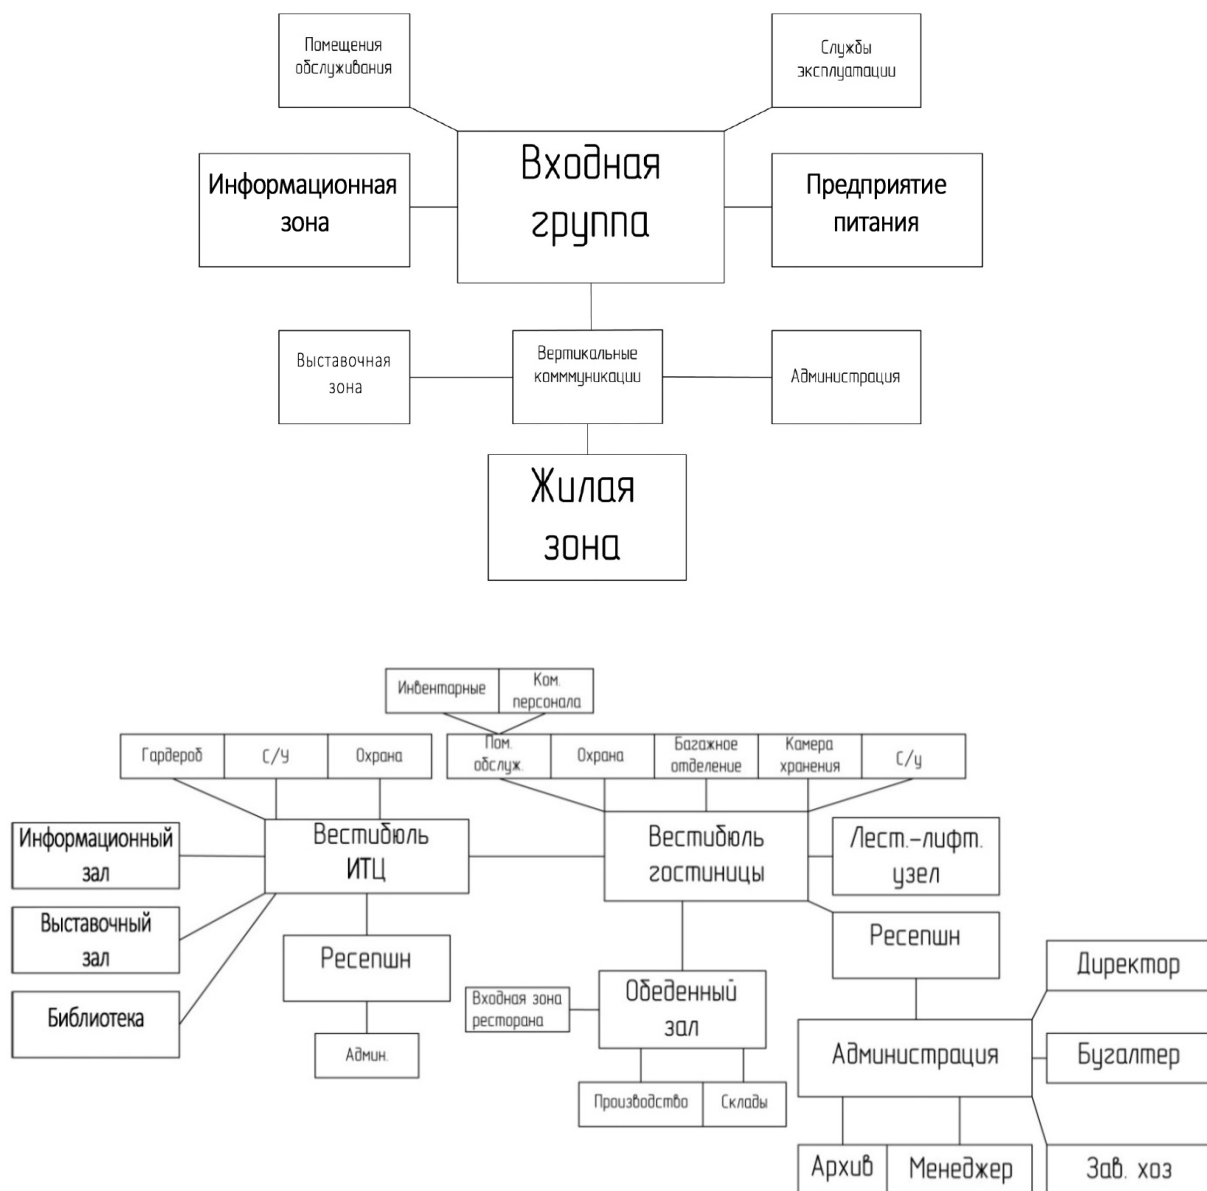 Помещения
обслуживания
Службы
эксплуатации
Входная
группа
Информационная
зона
Предприятие
питания
Выставочная
зона
Вертикальные
комммуникации
Администрация
Жилая
зона
Инвентарные
Ком.
персонала
Гардероб
С/У
Охрана
Пом.
обслуж.
Охрана
Багажное
отделение
Камера
хранения
С/у
Информационный
зал
Вестибюль
ИТЦ
Вестибюль
гостиницы
Лест.-лифт.
узел
Выставочный
зал
Ресепшн
Ресепшн
Библиотека
Входная зона
ресторана
Обеденный
зал
Директор
Админ.
Администрация
Бугалтер
Производство
Склады
Архив
Менеджер
Зав. хоз